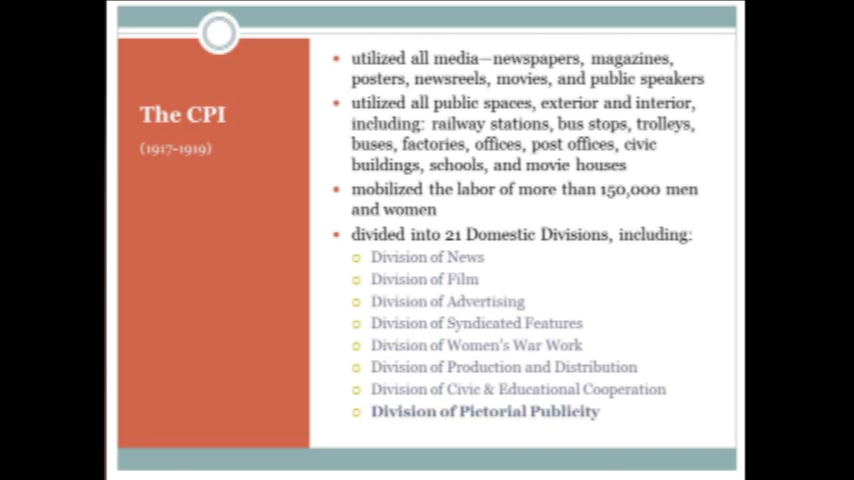 The CPI
(1917-1919)
• utilized all media—newspapers, magazines,
posters, newsreels, movies, and public speakers
• utilized all public spaces, exterior and interior,
including: railway stations, bus stops, trolleys,
buses, factories, offices, post offices, civic
buildings, schools, and movie houses
• mobilized the labor of more than 150,000 men
and women
• divided into 21 Domestic Divisions, including:
Division of News
Division of Film
Division of Advertising
Division of Syndicated Features
Division of Women's War Work
Division of Production and Distribution
Division of Civic & Educational Cooperation
Division of Pictorial Publicity